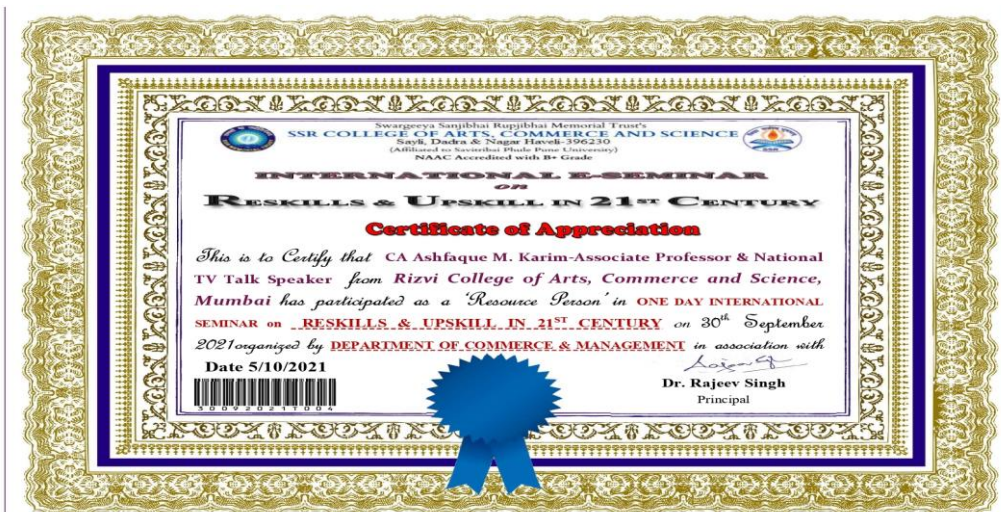 Swargeeya Sanjibhai Rupjibhai Memorial Trust's
SSR COLLEGE OF ARTS, COMMERCE AND SCIENCE
Sayli, Dadra & Nagar Haveli-396230
(Affiliated to Savitribai Phule Pune University)
NAAC Accredited with B+ Grade
INTERNATIONAL E-SEMINAR
on
RESKILLS & UPSKILL IN 21ST CENTURY
Certificate of Appreciation
This is to Certify that CA Ashfaque M. Karim-Associate Professor & National
TV Talk Speaker from Rizvi College of Arts, Commerce and Science,
Mumbai has participated as a 'Resource Person' in ONE DAY INTERNATIONAL
SEMINAR on RESKILLS & UPSKILL IN 21ST CENTURY on 30th September
2021organized by DEPARTMENT OF COMMERCE & MANAGEMENT in association with
Date 5/10/2021
300920217004
Dr. Rajeev Singh
Principal